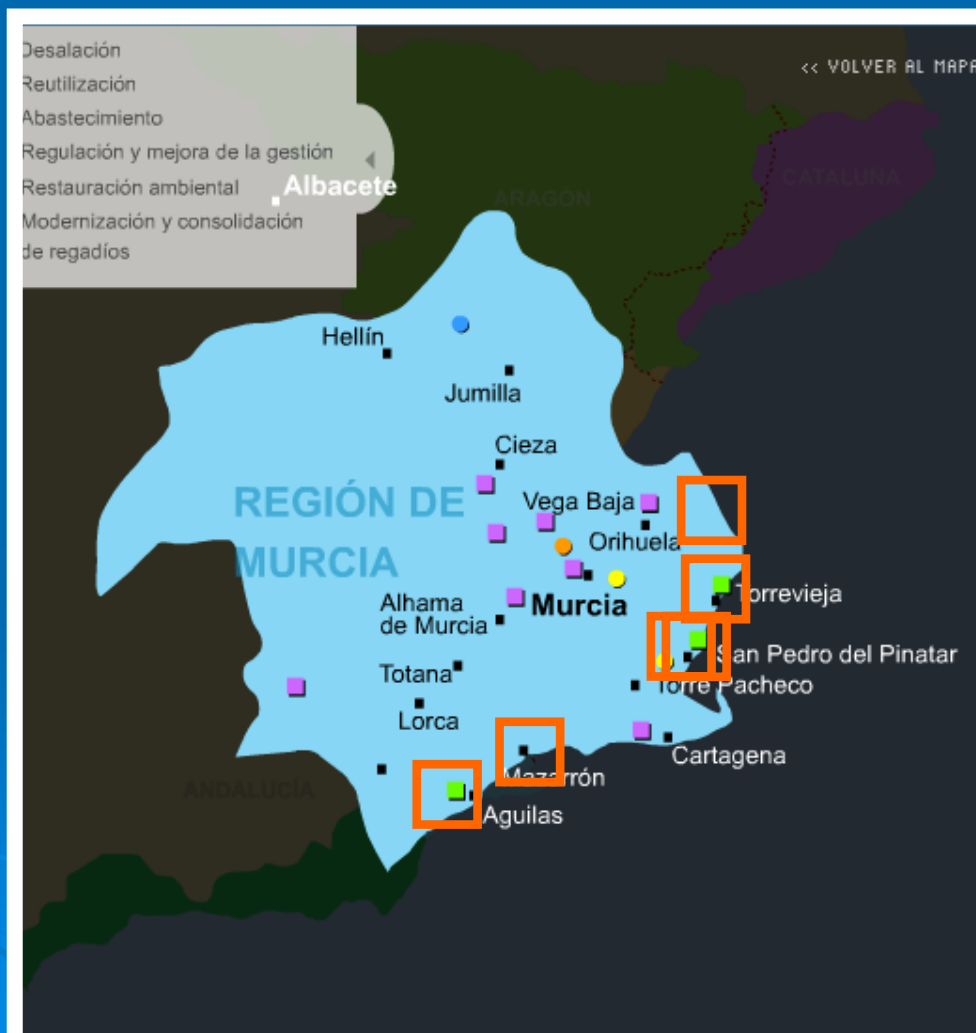 Desalación
Reutilización
Abastecimiento
Regulación y mejora de la gestión
Restauración ambiental
Modernización y consolidación
de regadíos
<< VOLVER AL MAPA
Albacete
ARAGÓN
CATALUÑA
Hellín
Jumilla
Cieza
REGIÓN DE
MURCIA
Vega Baja
Orihuela
Murcia
Torrevieja
Alhama
de Murcia
San Pedro del Pinatar
Totana
Torre Pacheco
Lorca
Cartagena
Mazarrón
ANDALUCÍA
Aguilas